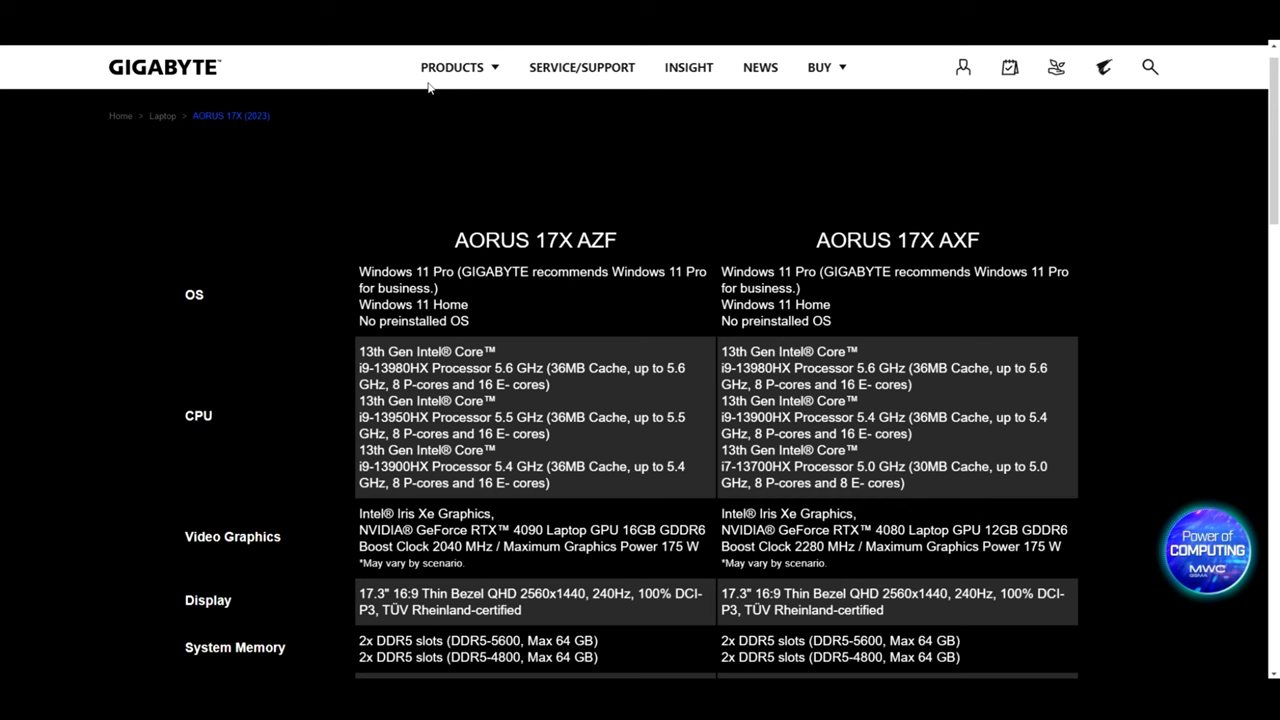 GIGABYTE™
PRODUCTS
SERVICE/SUPPORT
INSIGHT
NEWS
BUY
Home > Laptop > AORUS 17X (2023)
AORUS 17X AZF
AORUS 17X AXF
OS
Windows 11 Pro (GIGABYTE recommends Windows 11 Pro
for business.)
Windows 11 Home
No preinstalled OS
Windows 11 Pro (GIGABYTE recommends Windows 11 Pro
for business.)
Windows 11 Home
No preinstalled OS
CPU
13th Gen Intel® Core™
i9-13980HX Processor 5.6 GHz (36MB Cache, up to 5.6
GHz, 8 P-cores and 16 E- cores)
13th Gen Intel® Core™
i9-13950HX Processor 5.5 GHz (36MB Cache, up to 5.5
GHz, 8 P-cores and 16 E- cores)
13th Gen Intel® Core™
i9-13900HX Processor 5.4 GHz (36MB Cache, up to 5.4
GHz, 8 P-cores and 16 E- cores)
13th Gen Intel® Core™
i9-13980HX Processor 5.6 GHz (36MB Cache, up to 5.6
GHz, 8 P-cores and 16 E- cores)
13th Gen Intel® Core™
i9-13900HX Processor 5.4 GHz (36MB Cache, up to 5.4
GHz, 8 P-cores and 16 E- cores)
13th Gen Intel® Core™
i7-13700HX Processor 5.0 GHz (30MB Cache, up to 5.0
GHz, 8 P-cores and 8 E- cores)
Video Graphics
Intel® Iris Xe Graphics,
NVIDIA® GeForce RTX™ 4090 Laptop GPU 16GB GDDR6
Boost Clock 2040 MHz / Maximum Graphics Power 175 W
*May vary by scenario.
Intel® Iris Xe Graphics,
NVIDIA® GeForce RTX™ 4080 Laptop GPU 12GB GDDR6
Boost Clock 2280 MHz / Maximum Graphics Power 175 W
*May vary by scenario.
Display
17.3" 16:9 Thin Bezel QHD 2560x1440, 240Hz, 100% DCI-
P3, TÜV Rheinland-certified
17.3" 16:9 Thin Bezel QHD 2560x1440, 240Hz, 100% DCI-
P3, TÜV Rheinland-certified
System Memory
2x DDR5 slots (DDR5-5600, Max 64 GB)
2x DDR5 slots (DDR5-4800, Max 64 GB)
2x DDR5 slots (DDR5-5600, Max 64 GB)
2x DDR5 slots (DDR5-4800, Max 64 GB)
Power of
COMPUTING
MWC